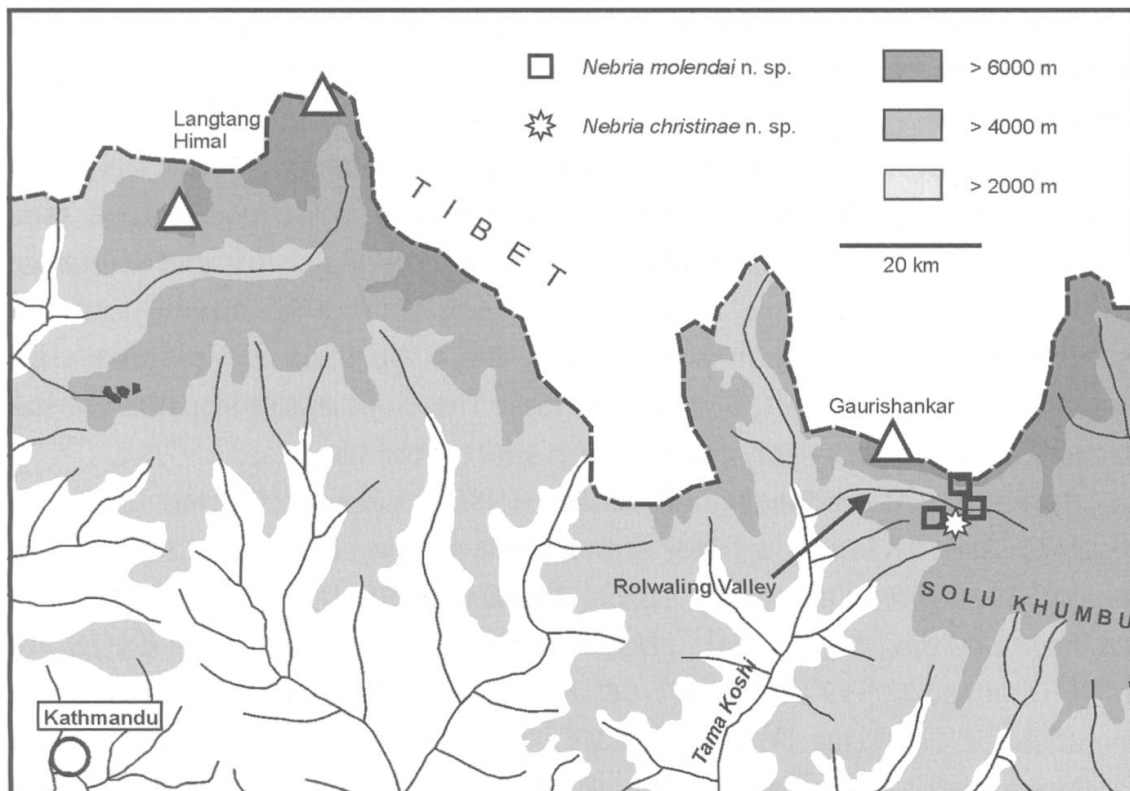 Nebria molendai n. sp.
> 6000 m
Langtang
Himal
Nebria christinae n. sp.
> 4000 m
> 2000 m
TIBET
20 km
Gaurishankar
Rolwaling Valley
SOLU KHUMBU
Tama Koshi
Kathmandu